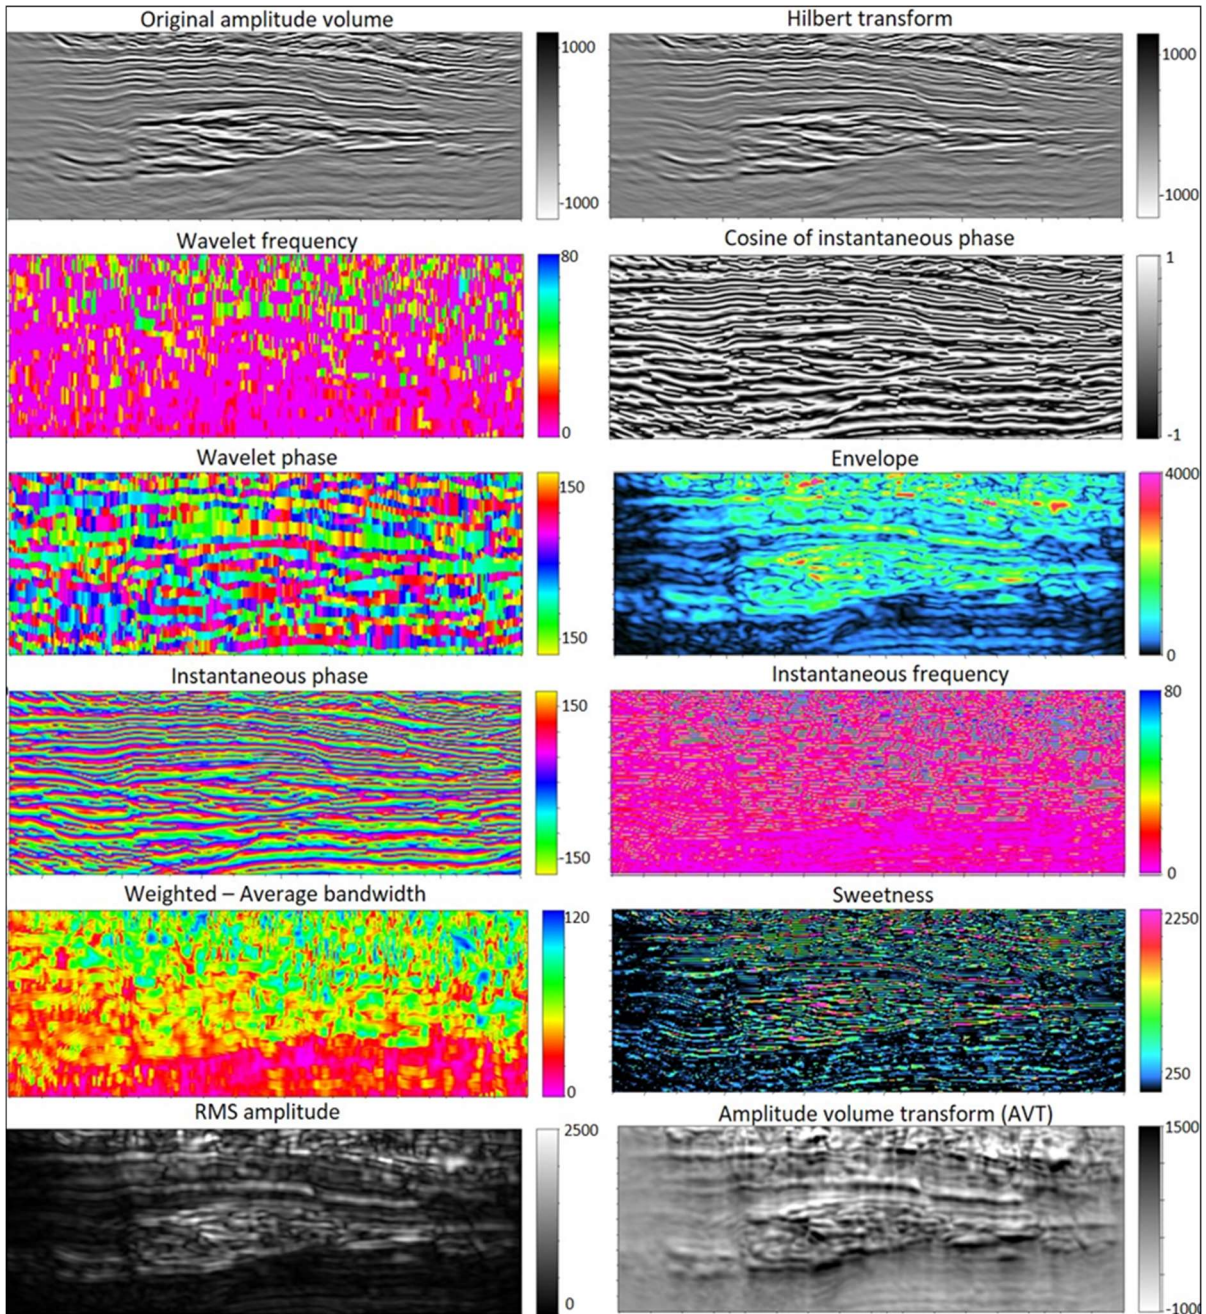 Original amplitude volume
1000
-1000
Hilbert transform
1000
-1000
Wavelet frequency
80
0
Cosine of instantaneous phase
1
-1
Wavelet phase
150
150
Envelope
4000
0
Instantaneous phase
150
-150
Instantaneous frequency
80
0
Weighted – Average bandwidth
120
0
Sweetness
2250
250
RMS amplitude
2500
0
Amplitude volume transform (AVT)
1500
-1000